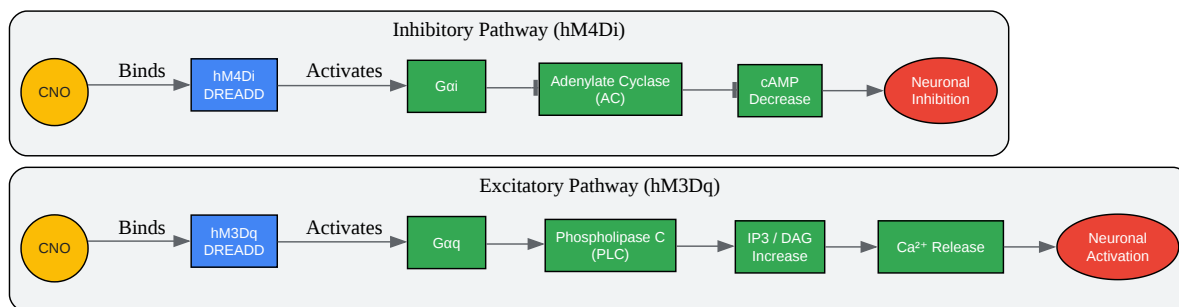 Inhibitory Pathway (hM4Di)
CNO
Binds
hM4Di
DREADD
Activates
Gαi
Adenylate Cyclase
(AC)
cAMP
Decrease
Neuronal
Inhibition
Excitatory Pathway (hM3Dq)
CNO
Binds
hM3Dq
DREADD
Activates
Gαq
Phospholipase C
(PLC)
IP3 / DAG
Increase
Ca²⁺ Release
Neuronal
Activation